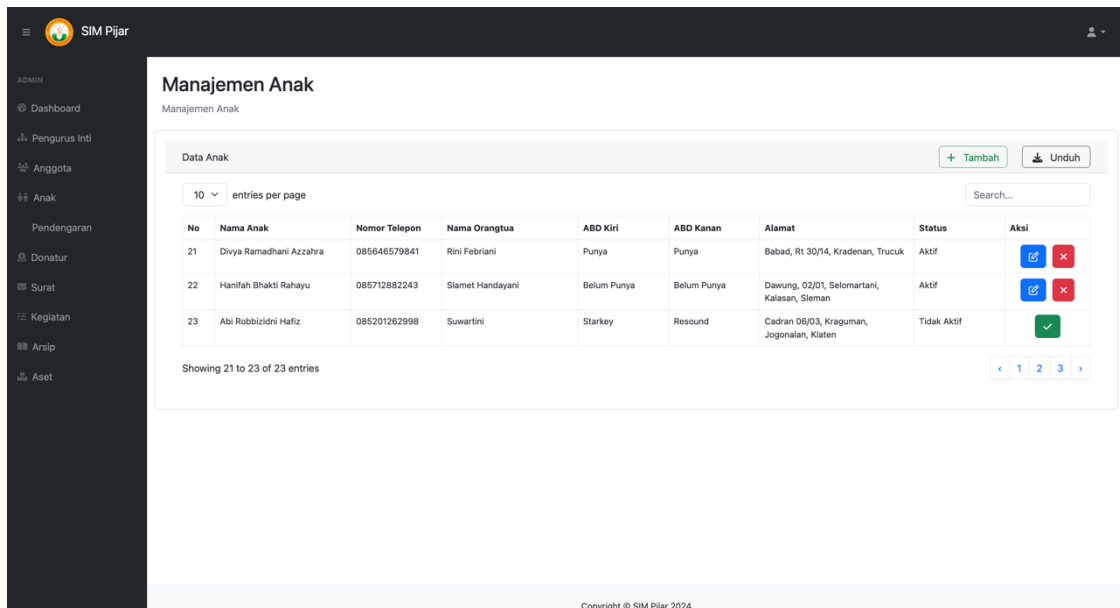 SIM Pijar
ADMIN
Dashboard
Pengurus Inti
Anggota
Anak
Pendengaran
Donatur
Surat
Kegiatan
Arsip
Aset
Manajemen Anak
Manajemen Anak
Data Anak
+ Tambah
Unduh
10 entries per page
Search...
No Nama Anak Nomor Telepon Nama Orangtua ABD Kiri ABD Kanan Alamat Status Aksi
21 Divya Ramadhani Azzahra 085646579841 Rini Febriani Punya Punya Babad, Rt 30/14, Kradenan, Trucuk Aktif
22 Hanifah Bhakti Rahayu 085712882243 Slamet Handayani Belum Punya Belum Punya Dawung, 02/01, Selomartani, Aktif
Kalasan, Sleman
23 Abi Robbizidni Hafiz 085201262998 Suwartini Starkey Resound Cadran 06/03, Kraguman, Tidak Aktif
Jogonalan, Klaten
Showing 21 to 23 of 23 entries
‹ 1 2 3 ›
Copyright © SIM Pijar 2024